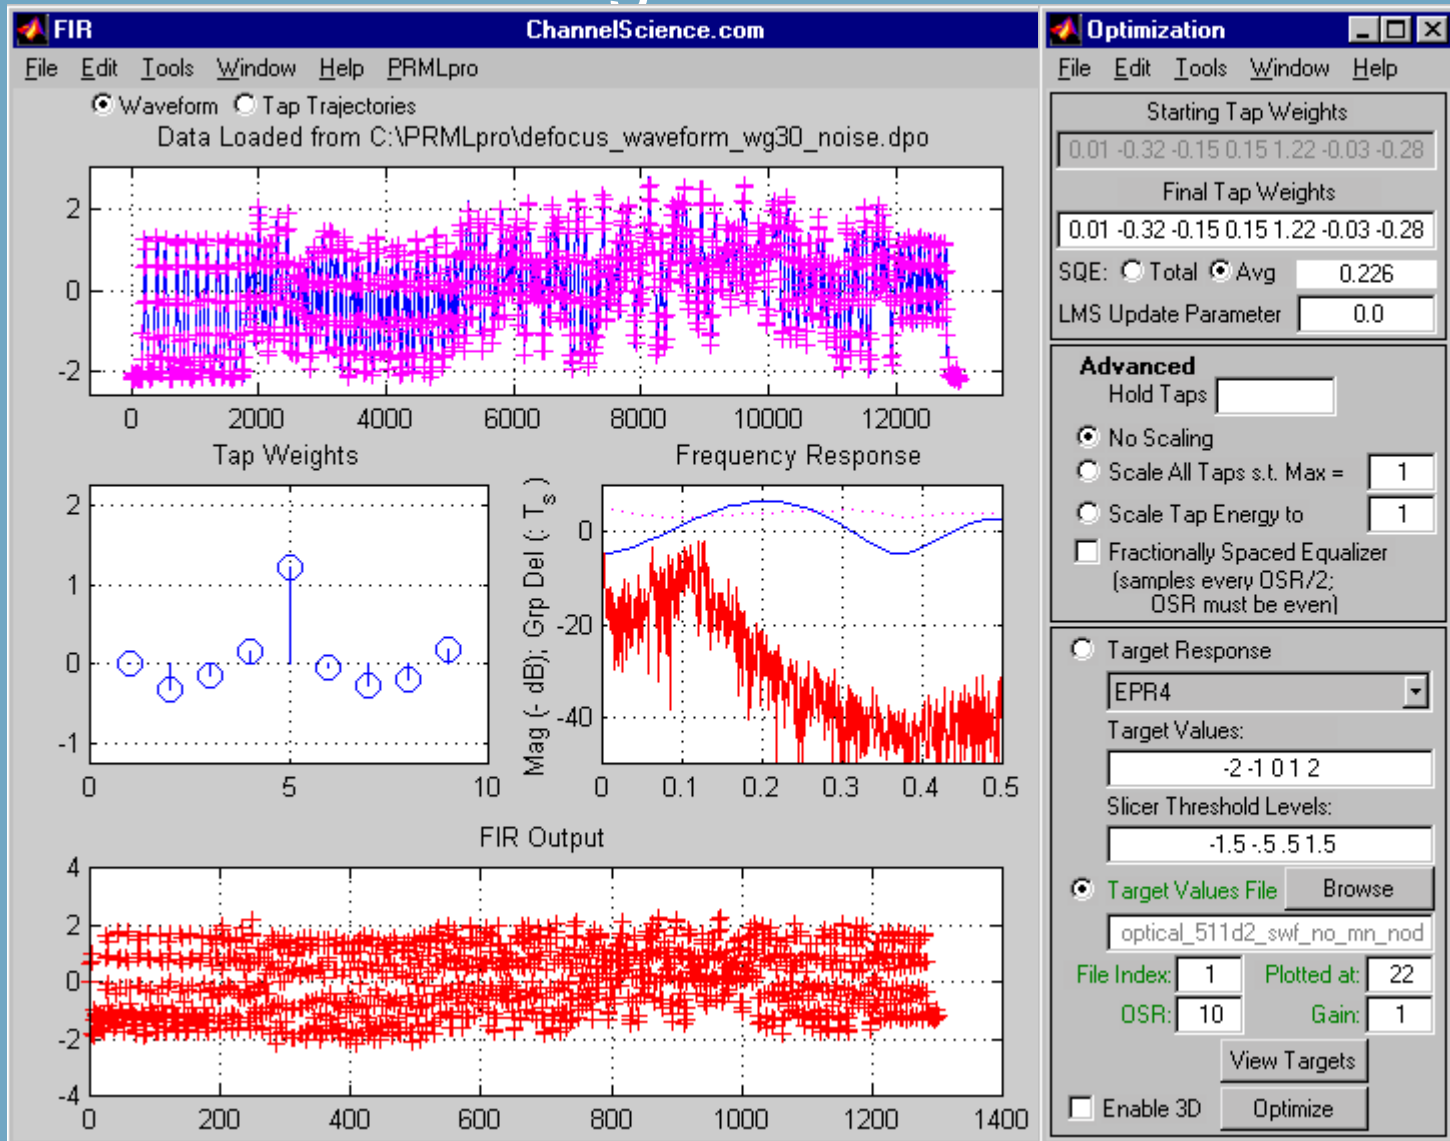 FIR
ChannelScience.com
File Edit Tools Window Help PRMLpro
Waveform Tap Trajectories
Data Loaded from C:\PRMLpro\defocus_waveform_wg30_noise.dpo
2
0
-2
0 2000 4000 6000 8000 10000 12000
Tap Weights
2
1
0
-1
0 5 10
Frequency Response
Mag (- dB); Grp Del (: Ts)
0
-20
-40
0 0.1 0.2 0.3 0.4 0.5
FIR Output
4
2
0
-2
-4
0 200 400 600 800 1000 1200 1400
Optimization
File Edit Tools Window Help
Starting Tap Weights
0.01 -0.32 -0.15 0.15 1.22 -0.03 -0.28
Final Tap Weights
0.01 -0.32 -0.15 0.15 1.22 -0.03 -0.28
SQE: Total Avg 0.226
LMS Update Parameter 0.0
Advanced
Hold Taps
No Scaling
Scale All Taps s.t. Max = 1
Scale Tap Energy to 1
Fractionally Spaced Equalizer
(samples every OSR/2;
OSR must be even)
Target Response
EPR4
Target Values:
-2 -1 0 1 2
Slicer Threshold Levels:
-1.5 -.5 .5 1.5
Target Values File Browse
optical_511d2_swf_no_mn_nod
File Index: 1 Plotted at: 22
OSR: 10 Gain: 1
View Targets
Enable 3D Optimize